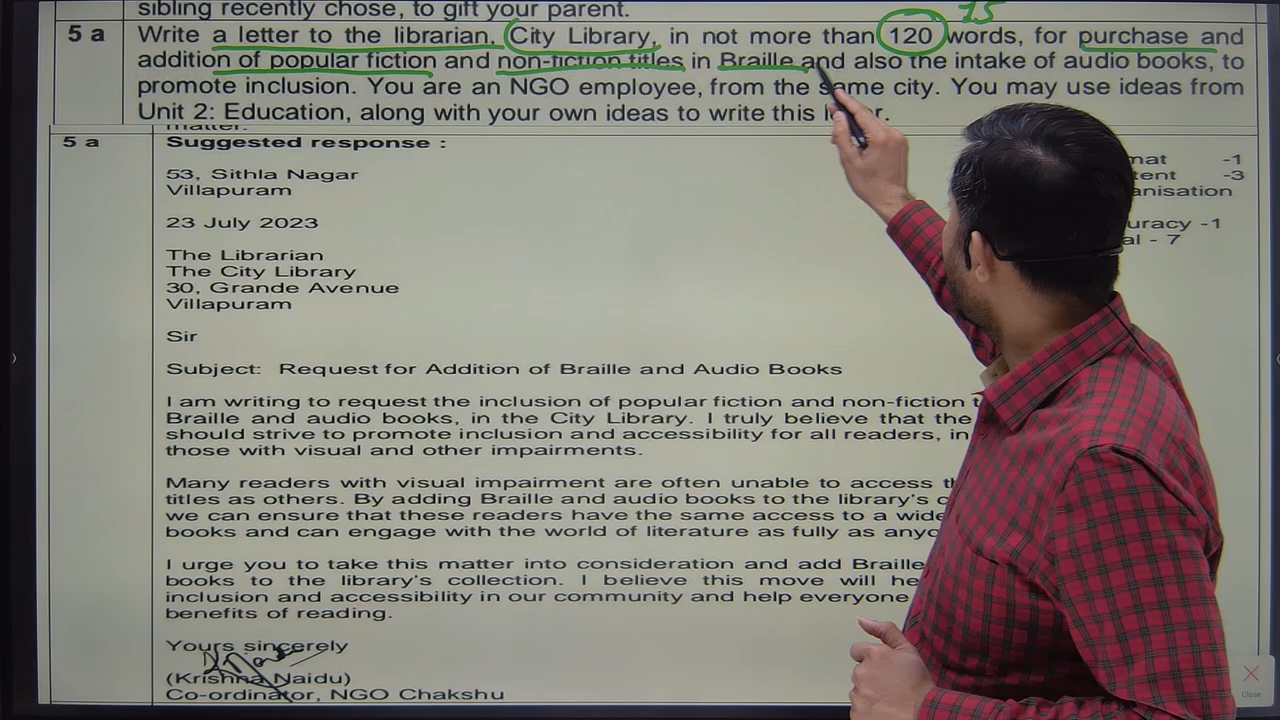 sibling recently chose, to gift your parent.
15
5 a
Write a letter to the librarian, City Library, in not more than 120 words, for purchase and
addition of popular fiction and non-fiction titles in Braille and also the intake of audio books, to
promote inclusion. You are an NGO employee, from the same city. You may use ideas from
Unit 2: Education, along with your own ideas to write this
matter.
5 a
Suggested response :
53, Sithla Nagar
Villapuram
23 July 2023
The Librarian
The City Library
30, Grande Avenue
Villapuram
Sir
Subject: Request for Addition of Braille and Audio Books
I am writing to request the inclusion of popular fiction and non-fiction
Braille and audio books, in the City Library. I truly believe that the
should strive to promote inclusion and accessibility for all readers, in
those with visual and other impairments.
Many readers with visual impairment are often unable to access
titles as others. By adding Braille and audio books to the library's
we can ensure that these readers have the same access to a wide
books and can engage with the world of literature as fully as
I urge you to take this matter into consideration and add Braille
books to the library's collection. I believe this move will
inclusion and accessibility in our community and help everyone
benefits of reading.
Yours sincerely
(Krishna Naidu)
Co-ordinator, NGO Chakshu
-1
-3
-1
- 7
Close